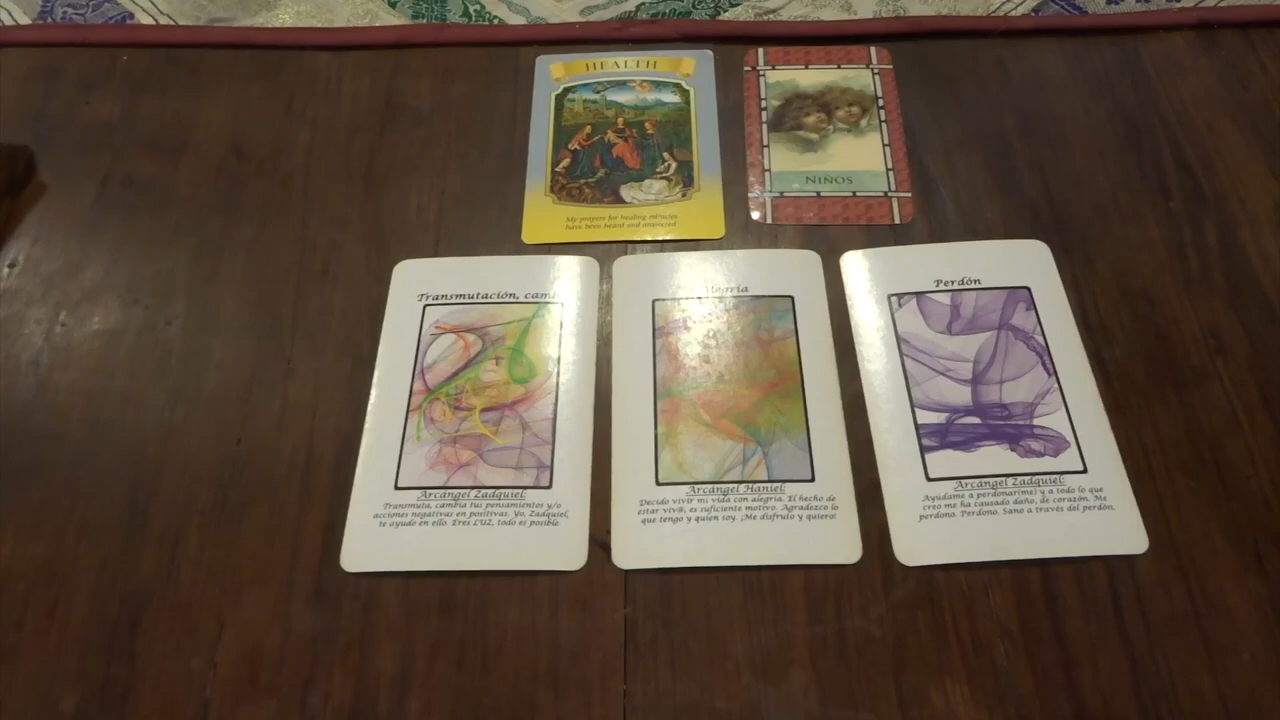 HEALTH
My prayers for healing miracles
have been heard and answered.
NIÑOS
Transmutación, camb
Arcángel Zadquiel:
Transmuta, cambia tus pensamientos y/o
acciones negativas en positivas. Yo, Zadquiel,
te ayudo en ello. Eres LUZ, todo es posible.
Alegría
Arcángel Haniel:
Decido vivir mi vida con alegría. El hecho de
estar viv@, es suficiente motivo. Agradezco lo
que tengo y quien soy. ¡Me disfruto y quiero!
Perdón
Arcángel Zadquiel:
Ayúdame a perdonar(me) y a todo lo que
creo me ha causado daño, de corazón. Me
perdono. Perdono. Sano a través del perdón.